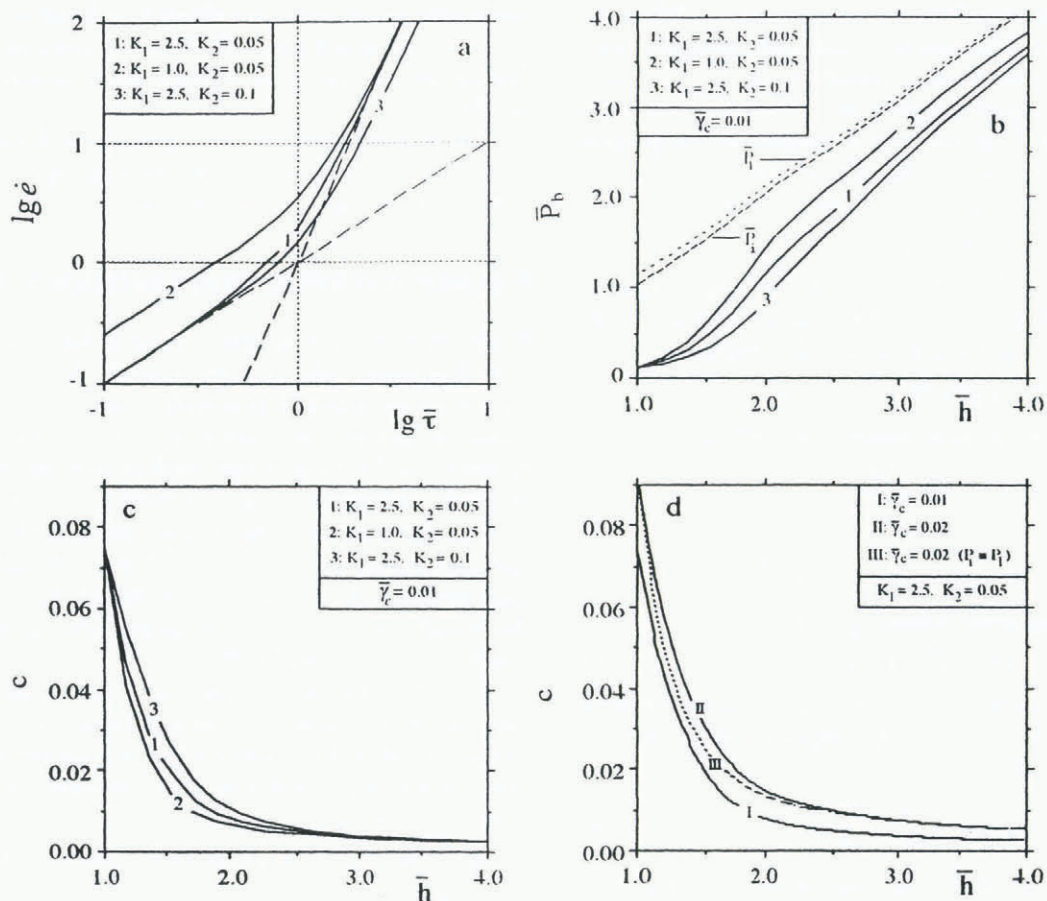 2
1
0
-1
-1
0
1
lg ė
lg τ̄
a
1: K₁ = 2.5, K₂ = 0.05
2: K₁ = 1.0, K₂ = 0.05
3: K₁ = 2.5, K₂ = 0.1
1
2
3
4.0
3.0
2.0
1.0
0
1.0
2.0
3.0
4.0
P̄b
h̄
b
1: K₁ = 2.5, K₂ = 0.05
2: K₁ = 1.0, K₂ = 0.05
3: K₁ = 2.5, K₂ = 0.1
γ̄c = 0.01
P̄i
P̄i
2
1
3
0.08
0.06
0.04
0.02
0.00
1.0
2.0
3.0
4.0
c
h̄
c
1: K₁ = 2.5, K₂ = 0.05
2: K₁ = 1.0, K₂ = 0.05
3: K₁ = 2.5, K₂ = 0.1
γ̄c = 0.01
3
1
2
0.08
0.06
0.04
0.02
0.00
1.0
2.0
3.0
4.0
c
h̄
d
I: γ̄c = 0.01
II: γ̄c = 0.02
III: γ̄c = 0.02
K₁ = 2.5, K₂ = 0.05
II
III
I